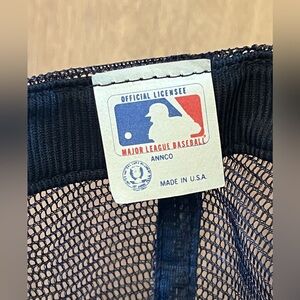 OFFICIAL LICENSEE
MAJOR LEAGUE BASEBALL
ANNCO
MADE IN U.S.A.